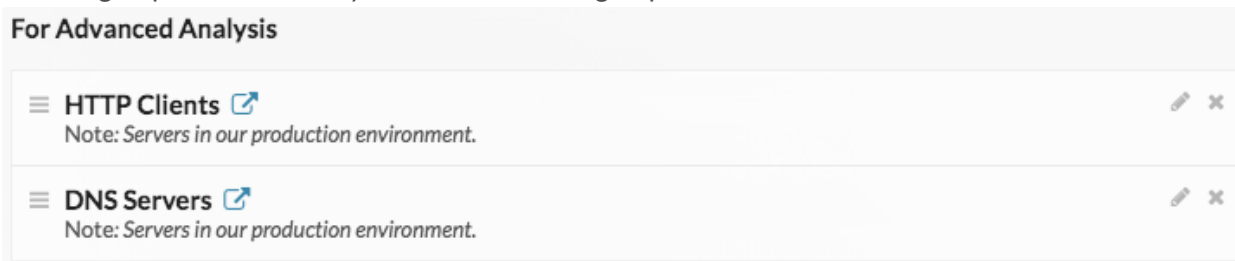 For Advanced Analysis
HTTP Clients
Note: Servers in our production environment.
DNS Servers
Note: Servers in our production environment.